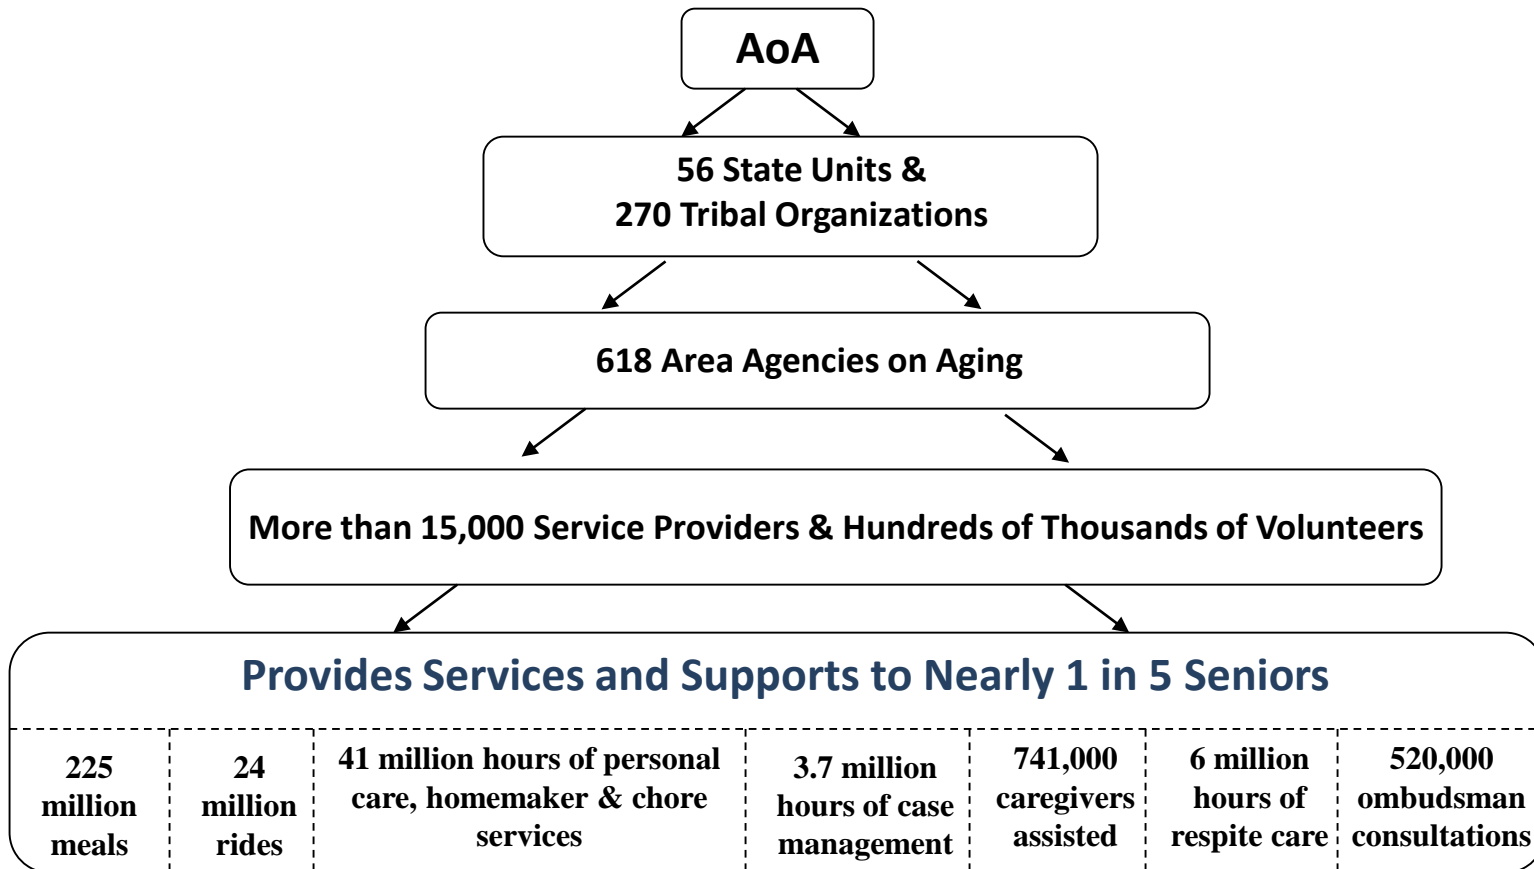 AoA
56 State Units &
270 Tribal Organizations
618 Area Agencies on Aging
More than 15,000 Service Providers & Hundreds of Thousands of Volunteers
Provides Services and Supports to Nearly 1 in 5 Seniors
225
million
meals
24
million
rides
41 million hours of personal
care, homemaker & chore
services
3.7 million
hours of case
management
741,000
caregivers
assisted
6 million
hours of
respite care
520,000
ombudsman
consultations